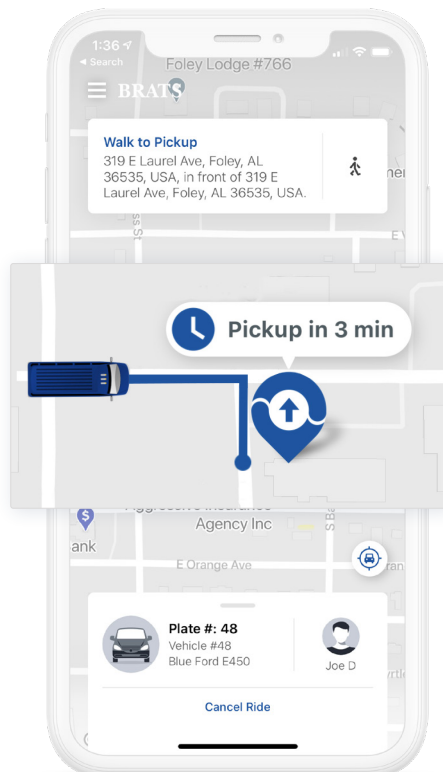 1:36
Search
Foley Lodge #766
BRATS
Walk to Pickup
319 E Laurel Ave, Foley, AL
36535, USA, in front of 319 E
Laurel Ave, Foley, AL 36535, USA.
Pickup in 3 min
$
Agency Inc
ank
E Orange Ave
Plate #: 48
Vehicle #48
Blue Ford E450
Joe D
Cancel Ride